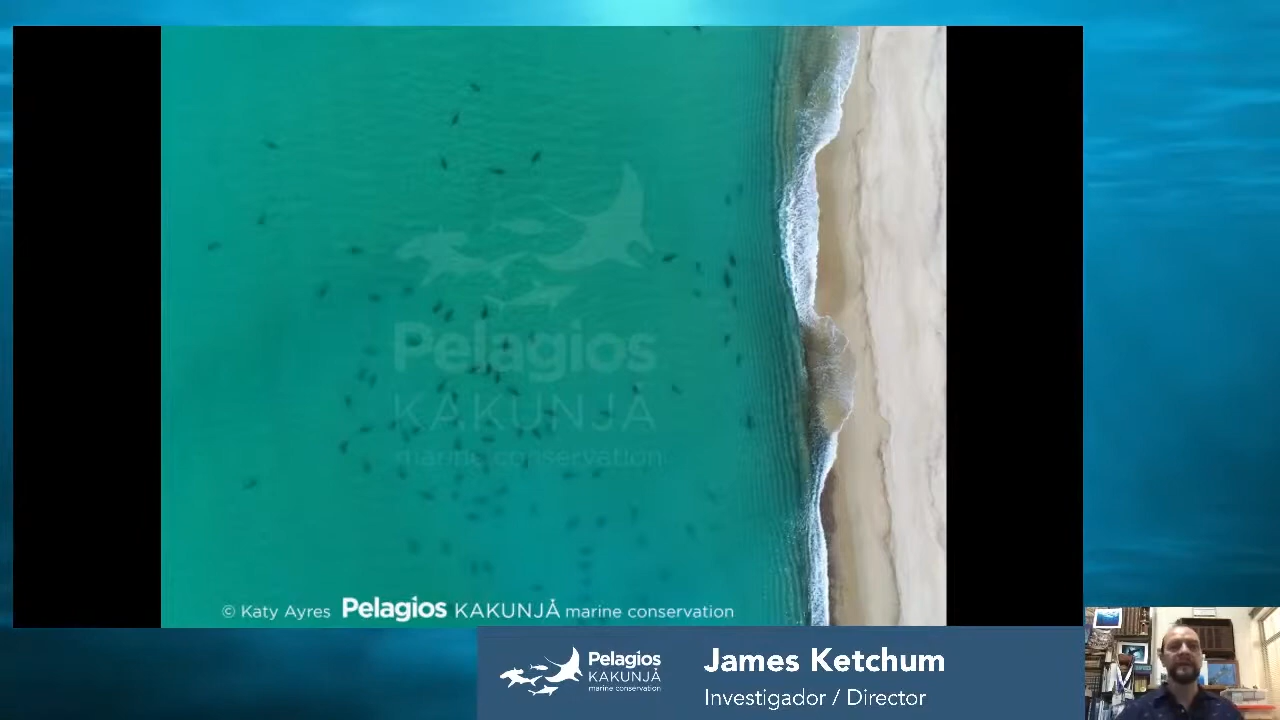 Pelagios
KAKUNJÁ
marine conservation
© Katy Ayres Pelagios KAKUNJÁ marine conservation
Pelagios
KAKUNJÁ
marine conservation
James Ketchum
Investigador / Director